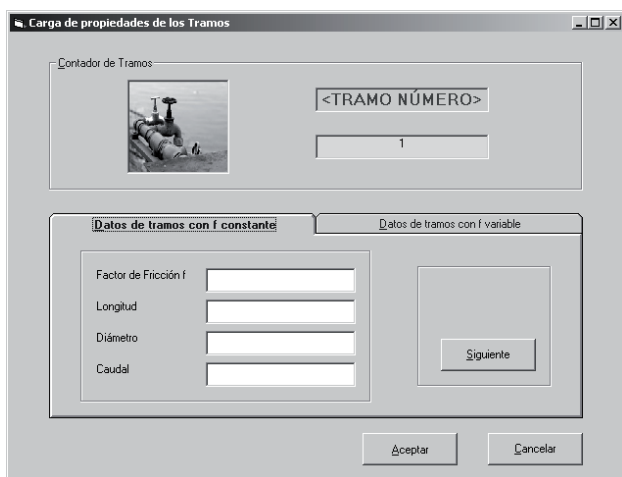 Carga de propiedades de los Tramos
Contador de Tramos
<TRAMO NÚMERO>
1
Datos de tramos con f constante
Datos de tramos con f variable
Factor de Fricción f
Longitud
Diámetro
Caudal
Siguiente
Aceptar
Cancelar